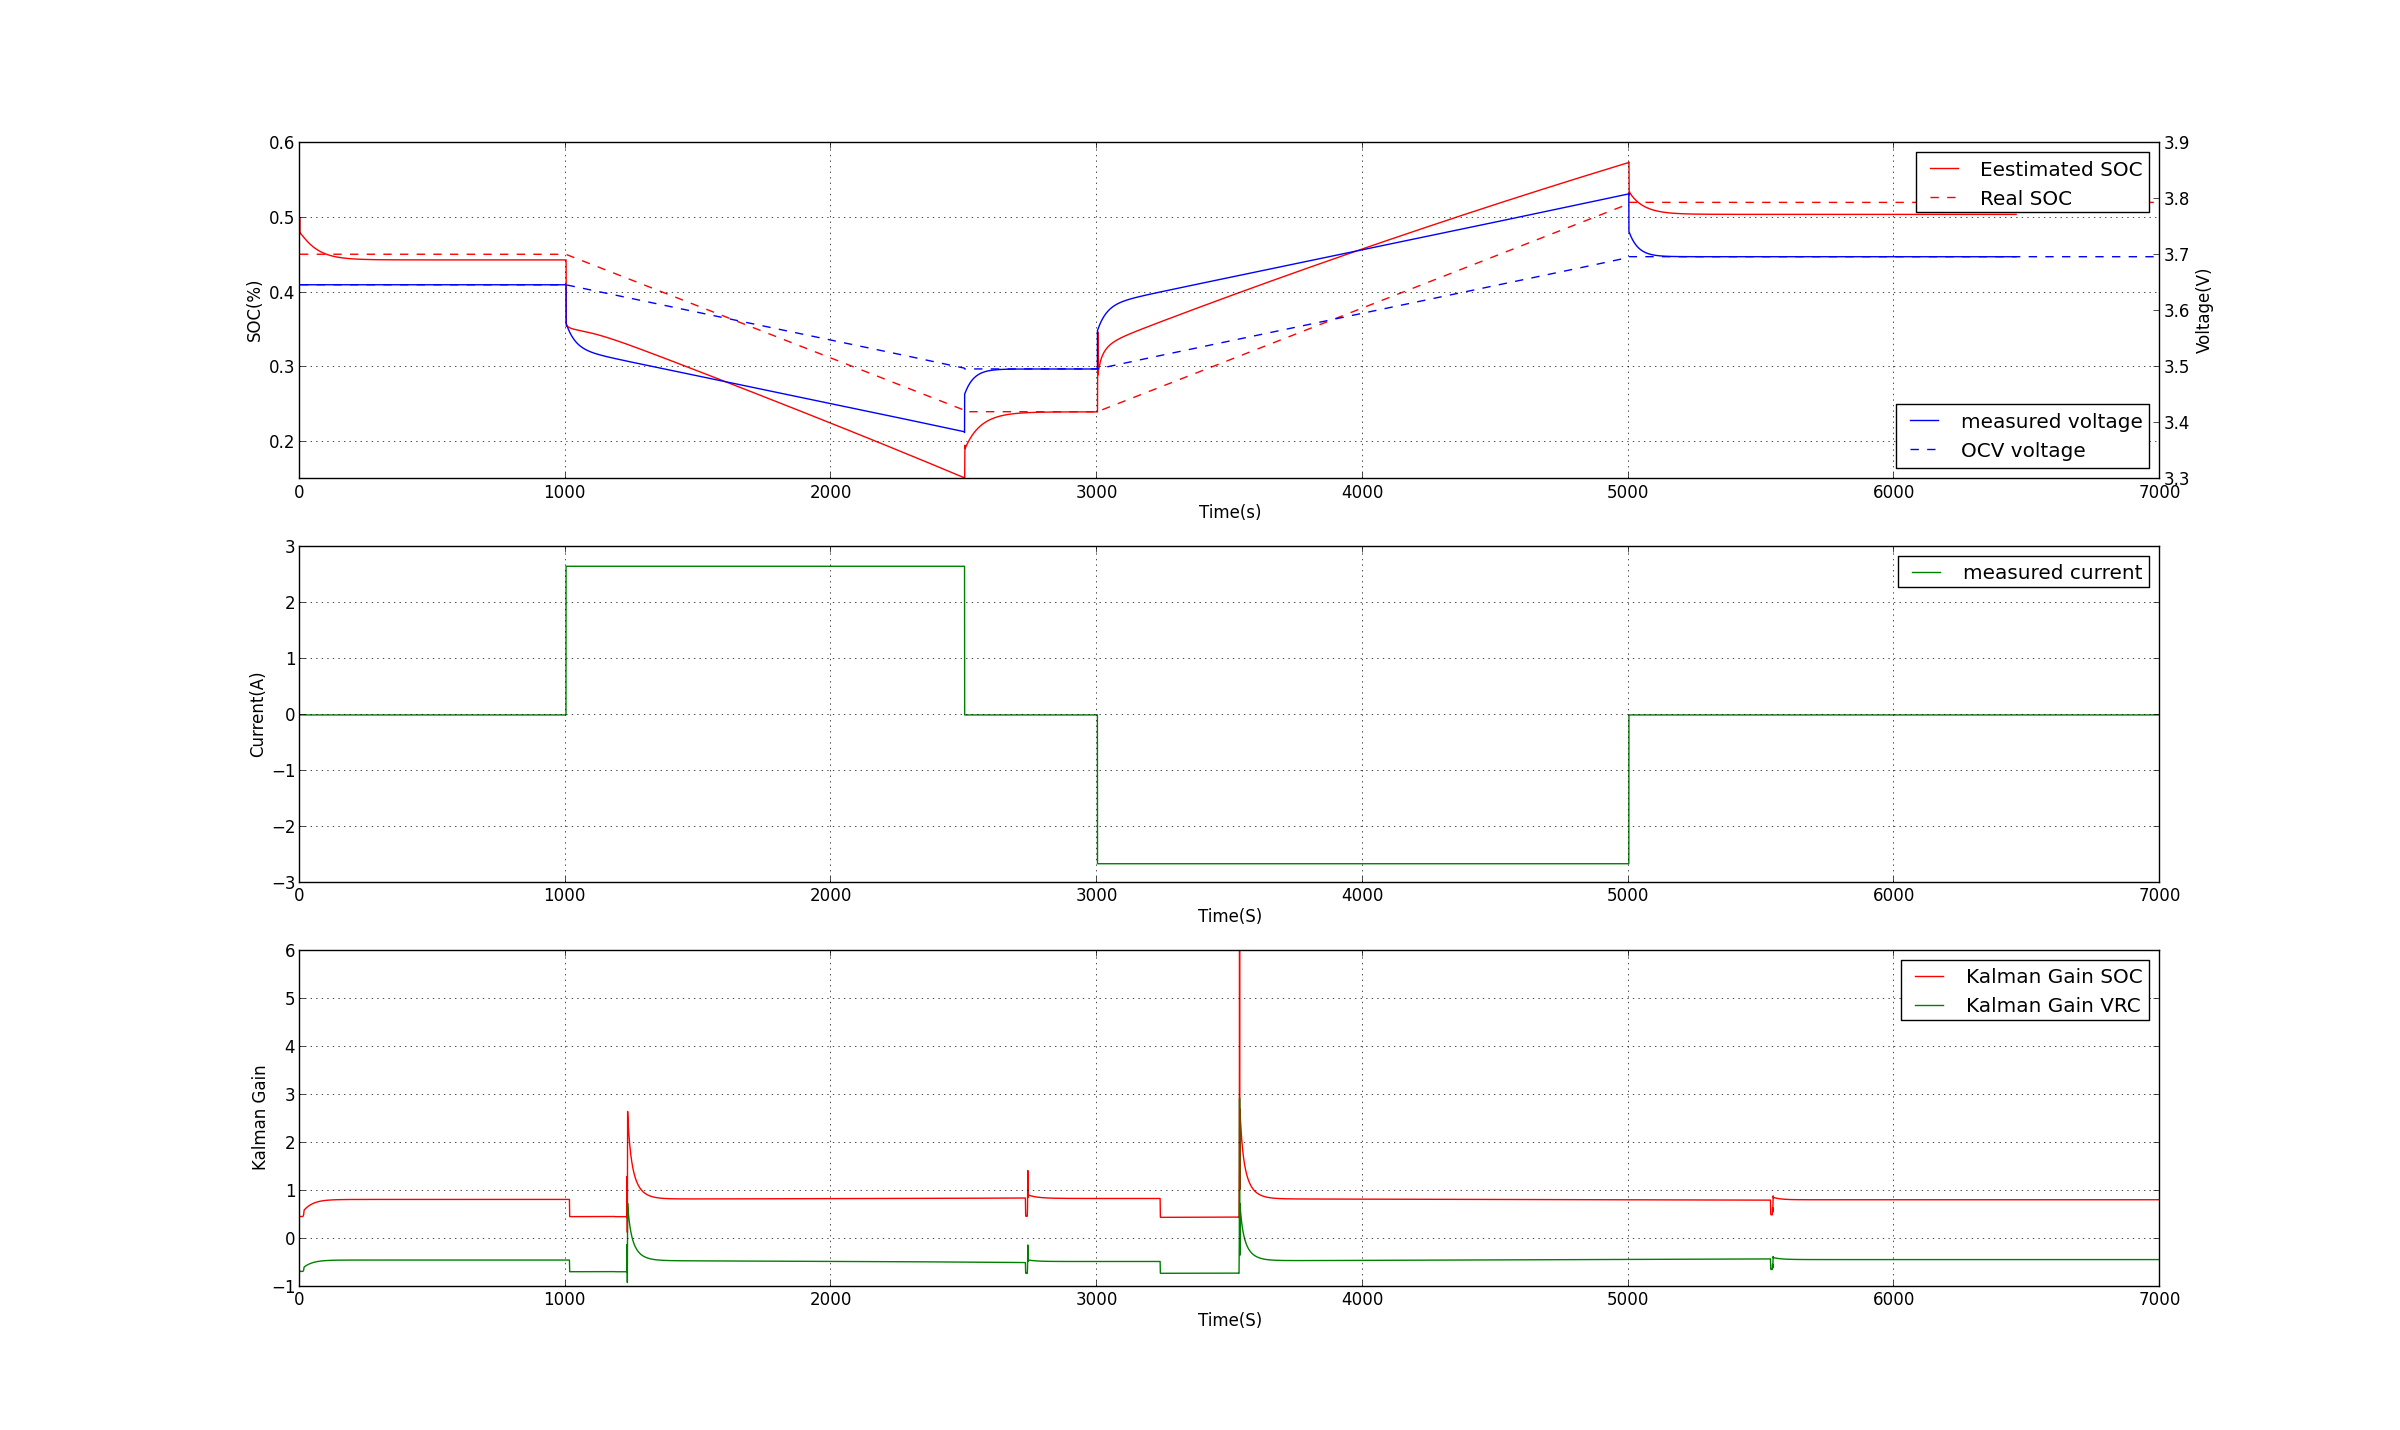 0.6
0.5
0.4
0.3
0.2
SOC(%)
3.9
3.8
3.7
3.6
3.5
3.4
3.3
Voltage(V)
Eestimated SOC
Real SOC
measured voltage
OCV voltage
0 1000 2000 3000 4000 5000 6000 7000
Time(s)
3
2
1
0
−1
−2
−3
Current(A)
measured current
0 1000 2000 3000 4000 5000 6000 7000
Time(S)
6
5
4
3
2
1
0
−1
Kalman Gain
Kalman Gain SOC
Kalman Gain VRC
0 1000 2000 3000 4000 5000 6000 7000
Time(S)